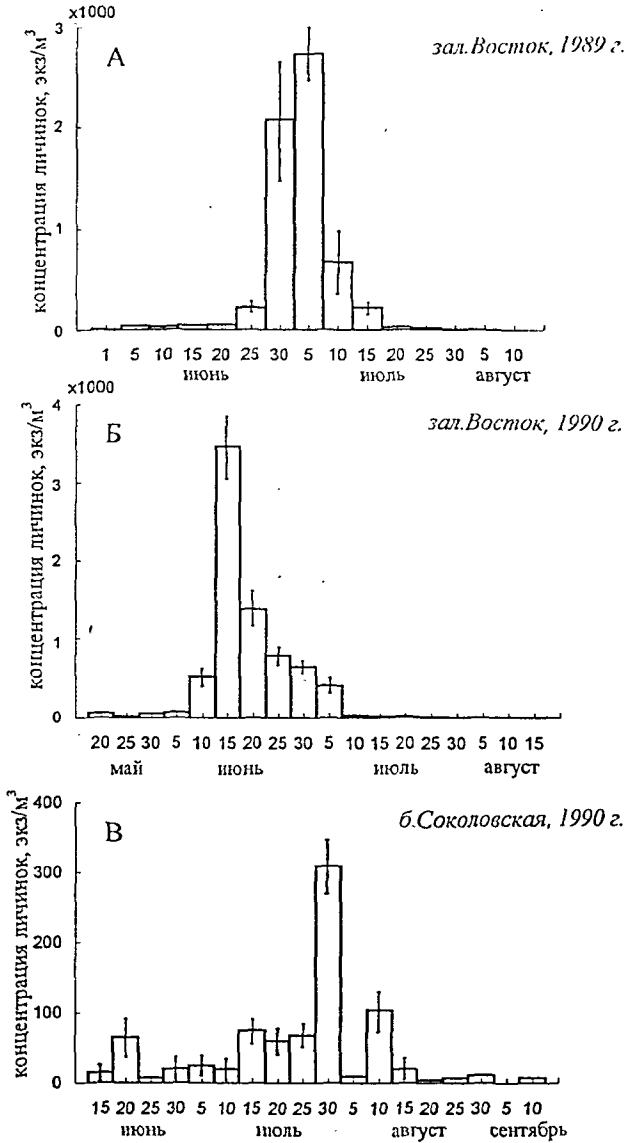 x1000
А
зал.Восток, 1989 г.
концентрация личинок, экз/м³
3
2
1
0
1 5 10 15 20 25 30 5 10 15 20 25 30 5 10
июнь июль август
x1000
Б
зал.Восток, 1990 г.
концентрация личинок, экз/м³
4
3
2
1
0
20 25 30 5 10 15 20 25 30 5 10 15 20 25 30 5 10 15
май июнь июль август
В
б.Соколовская, 1990 г.
концентрация личинок, экз/м³
400
300
200
100
0
15 20 25 30 5 10 15 20 25 30 5 10 15 20 25 30 5 10
июнь июль август сентябрь